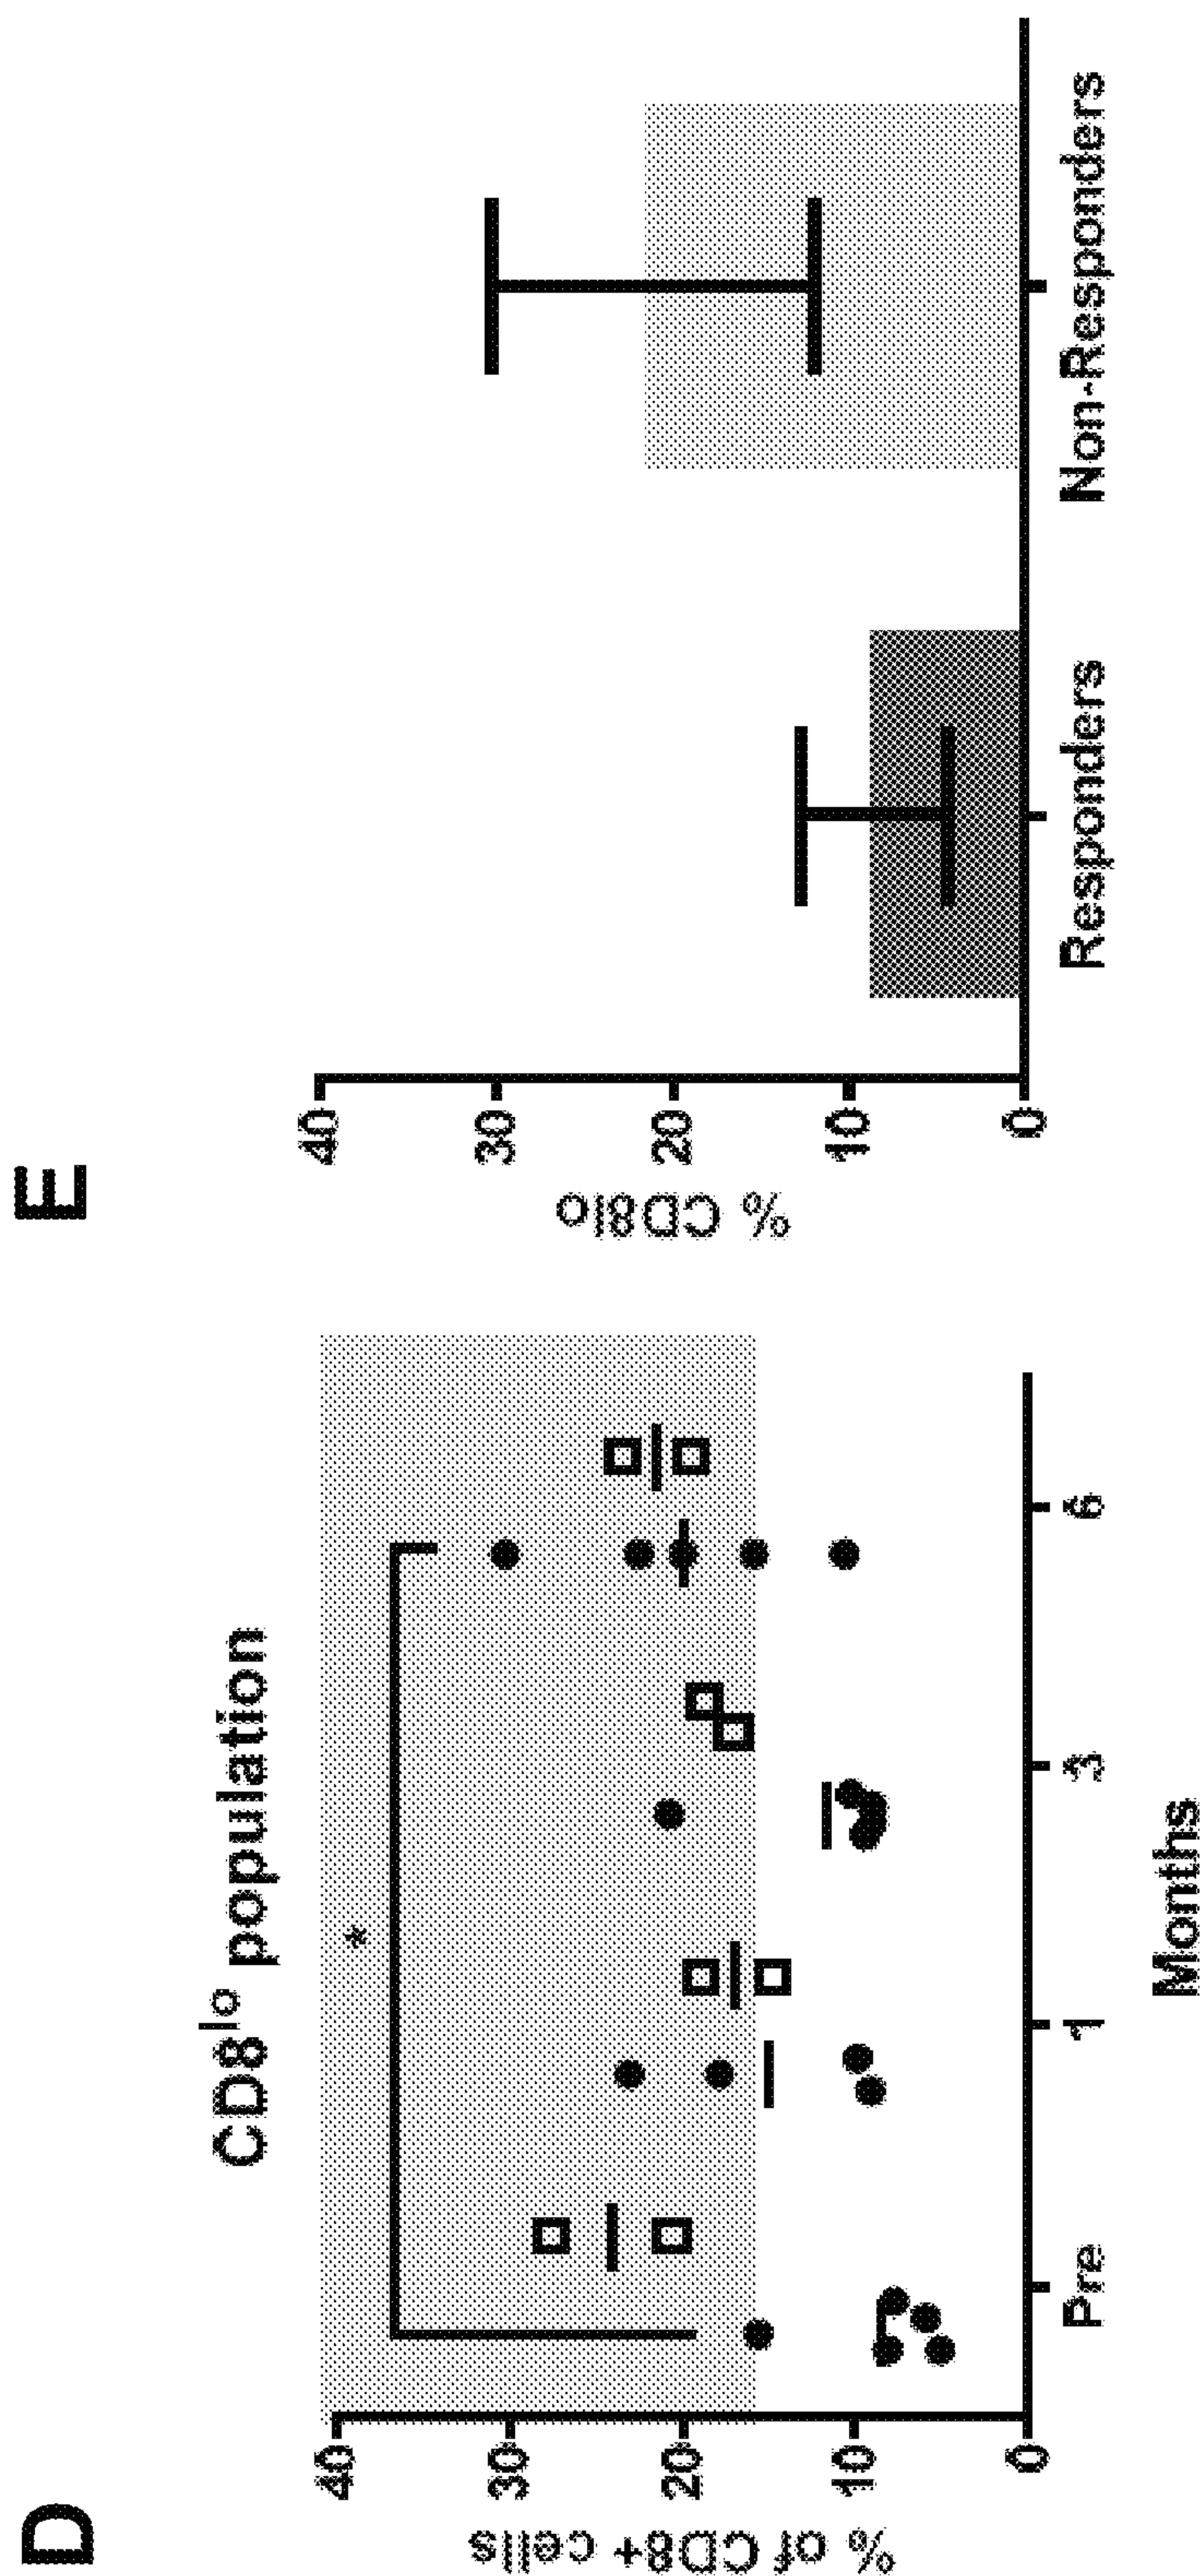 D
CD8lo population
% of CD8+ cells
40
30
20
10
0
*
Pre
1
3
6
Months
E
% CD8lo
40
30
20
10
0
Responders
Non-Responders